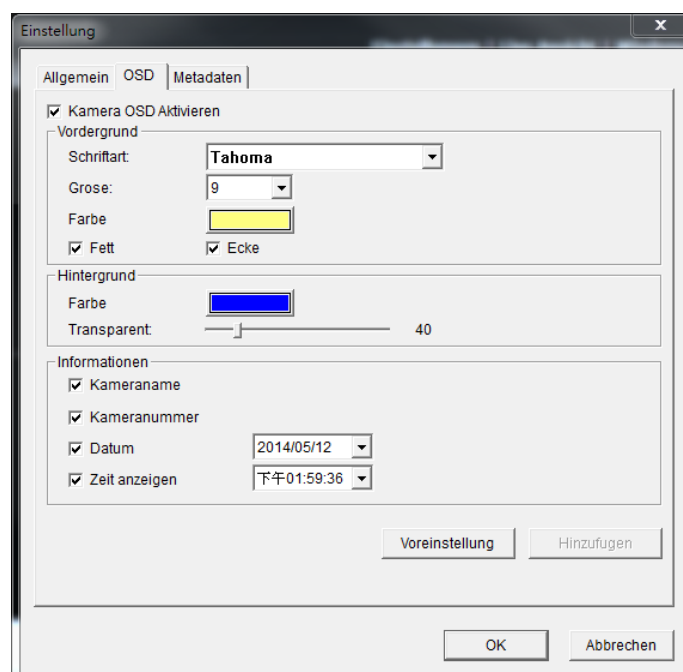 Einstellung
x
Allgemein OSD Metadaten
Kamera OSD Aktivieren
Vordergrund
Schriftart: Tahoma
Grose: 9
Farbe
Fett Ecke
Hintergrund
Farbe
Transparent: 40
Informationen
Kameraname
Kameranummer
Datum 2014/05/12
Zeit anzeigen 下午01:59:36
Voreinstellung Hinzufugen
OK Abbrechen